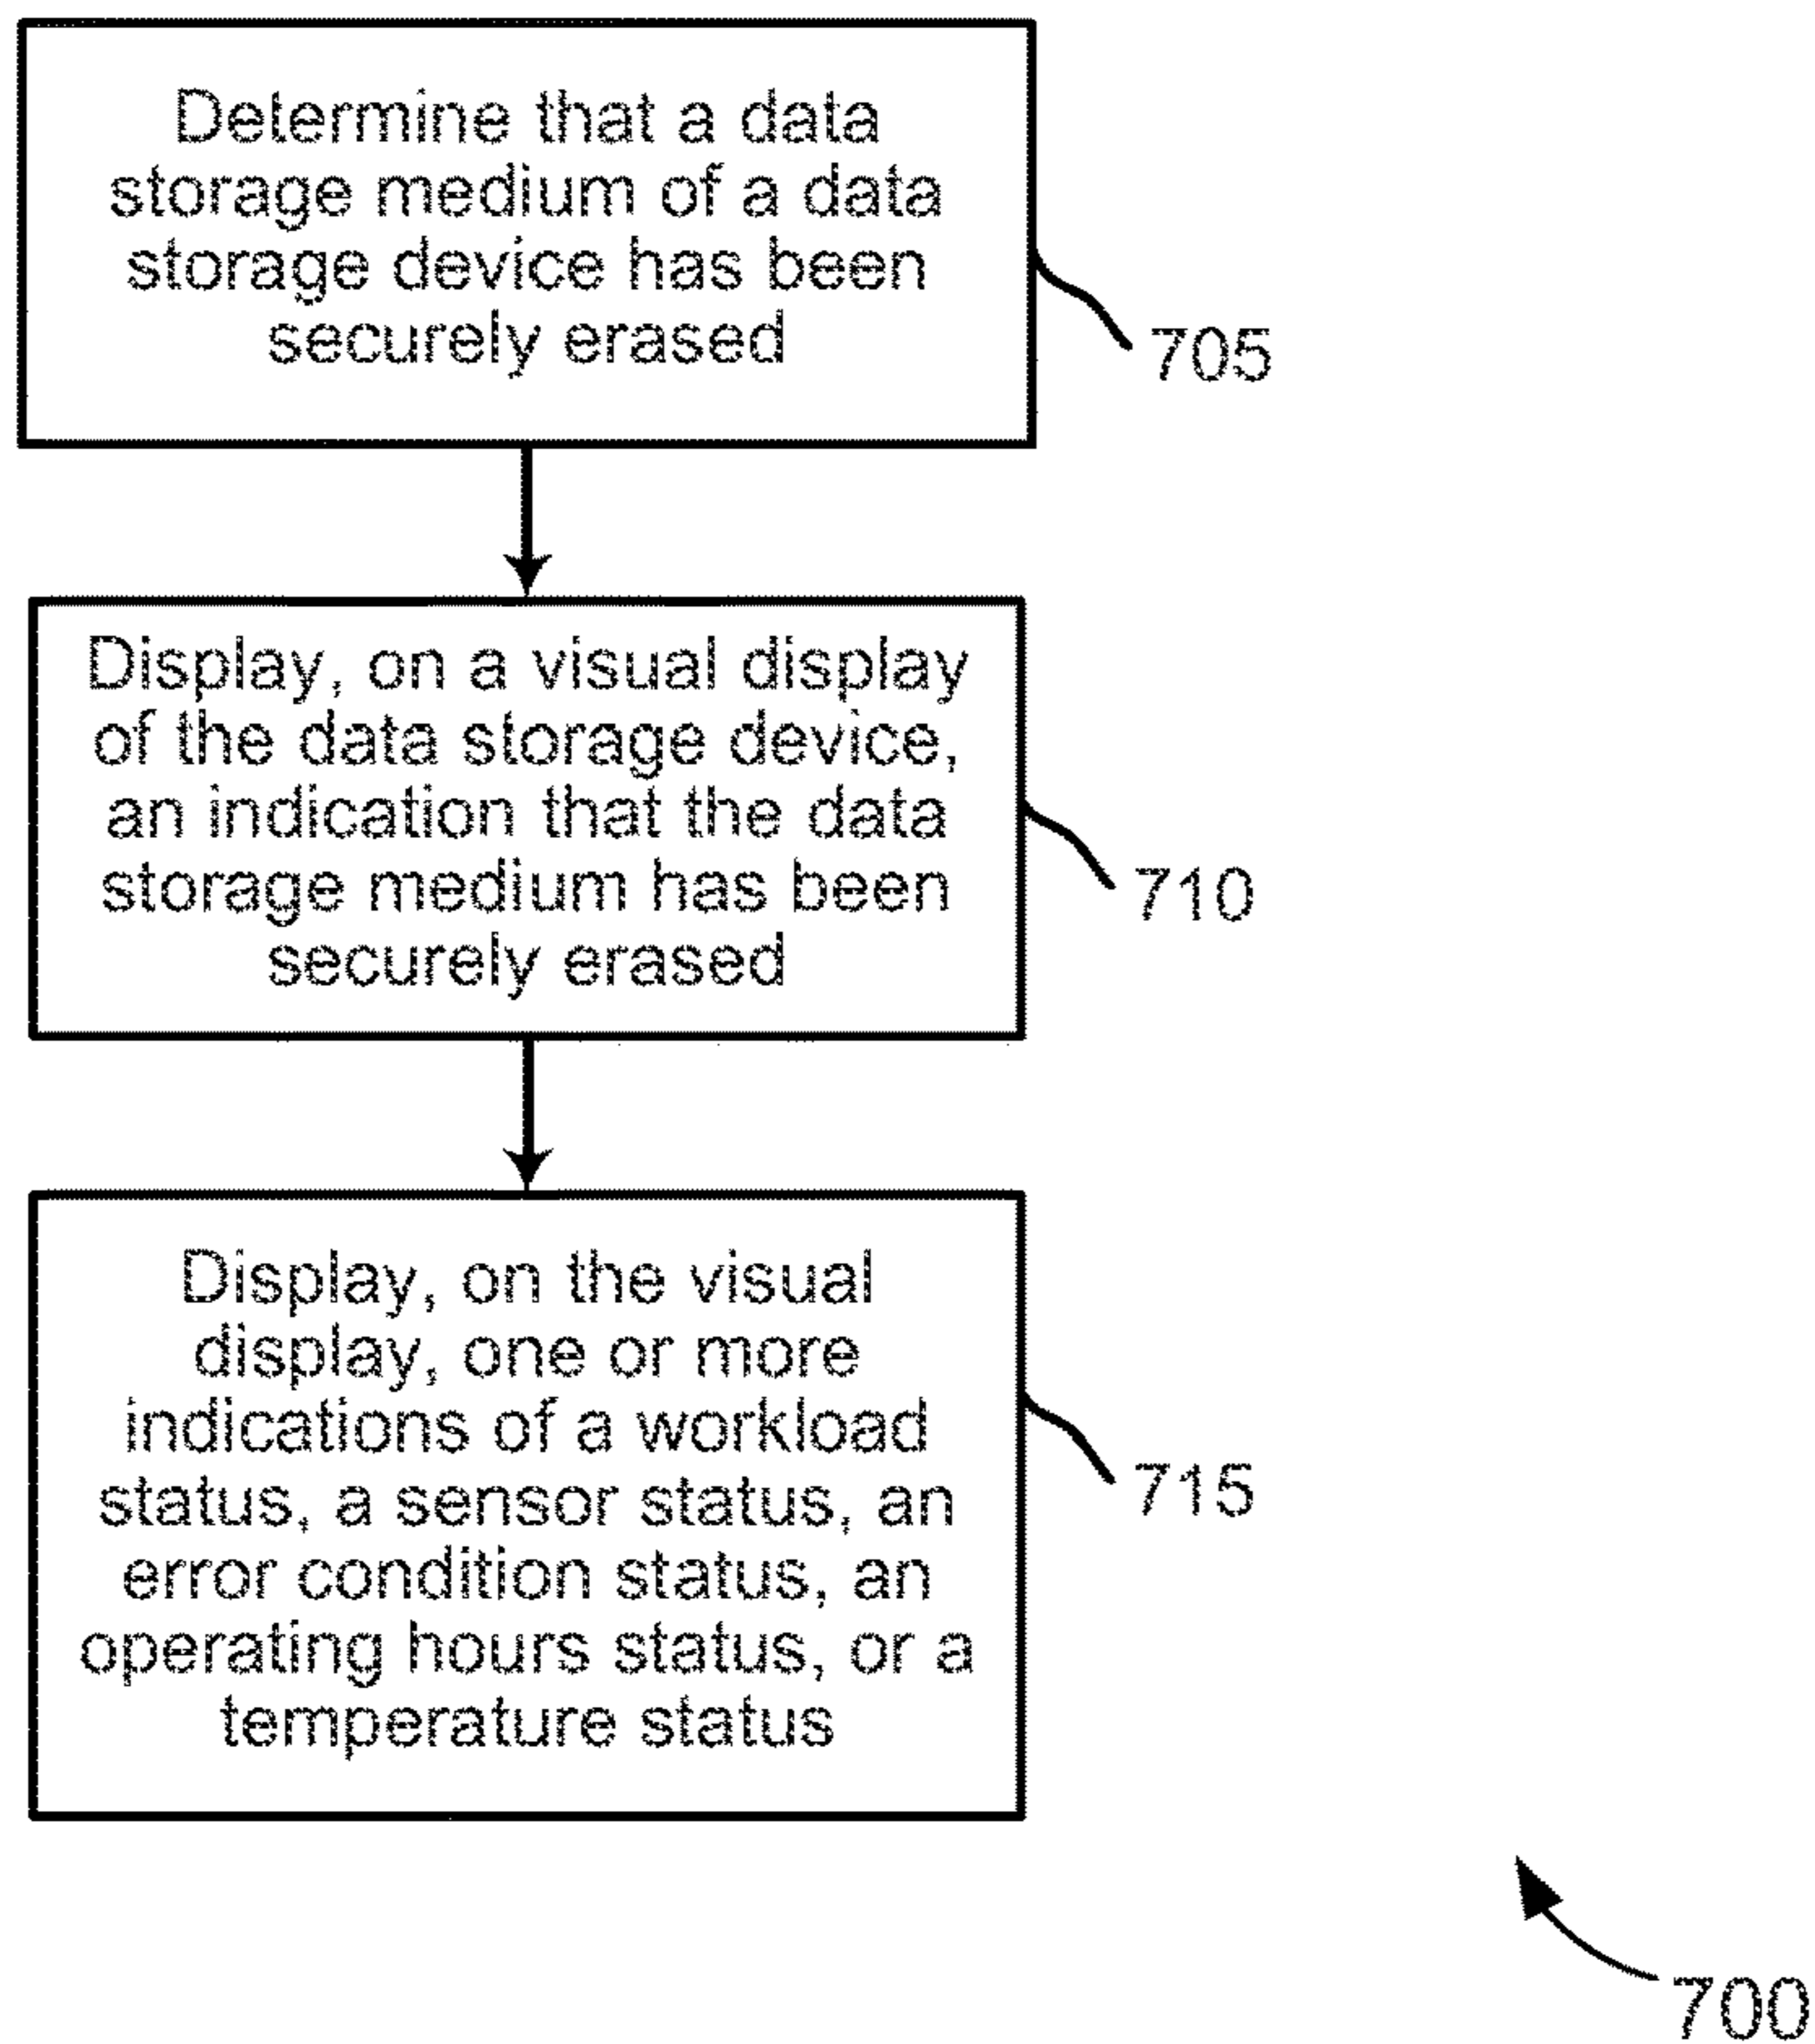 Determine that a data
storage medium of a data
storage device has been
securely erased
705
Display, on a visual display
of the data storage device,
an indication that the data
storage medium has been
securely erased
710
Display, on the visual
display, one or more
indications of a workload
status, a sensor status, an
error condition status, an
operating hours status, or a
temperature status
715
700